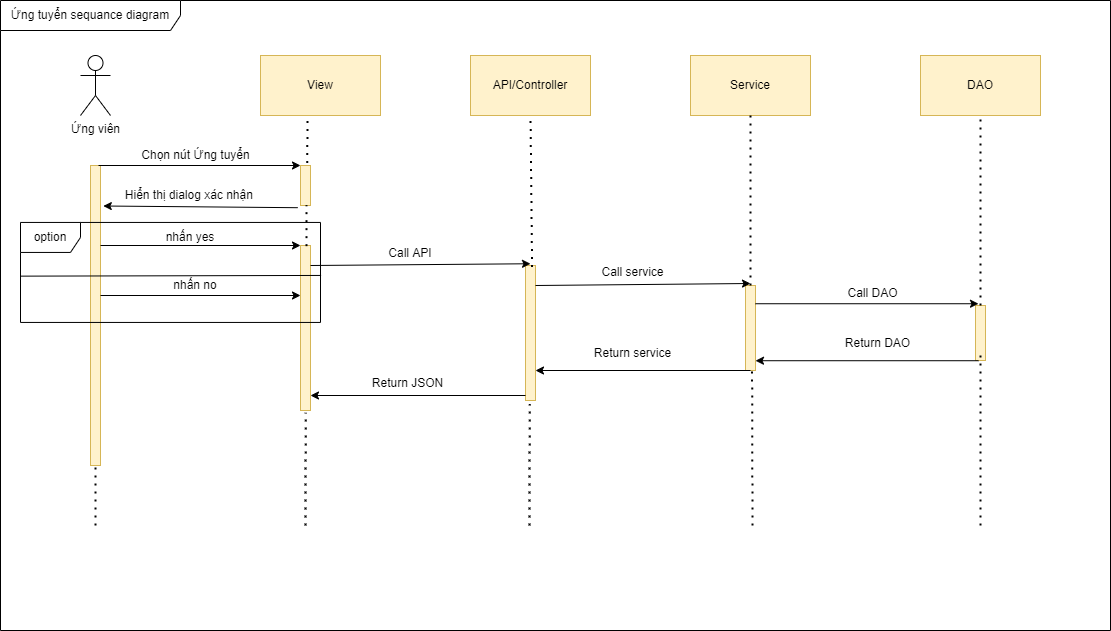 Ứng tuyển sequance diagram
Ứng viên
View
API/Controller
Service
DAO
Chọn nút Ứng tuyển
Hiển thị dialog xác nhận
option
nhấn yes
Call API
Call service
nhấn no
Call DAO
Return DAO
Return service
Return JSON